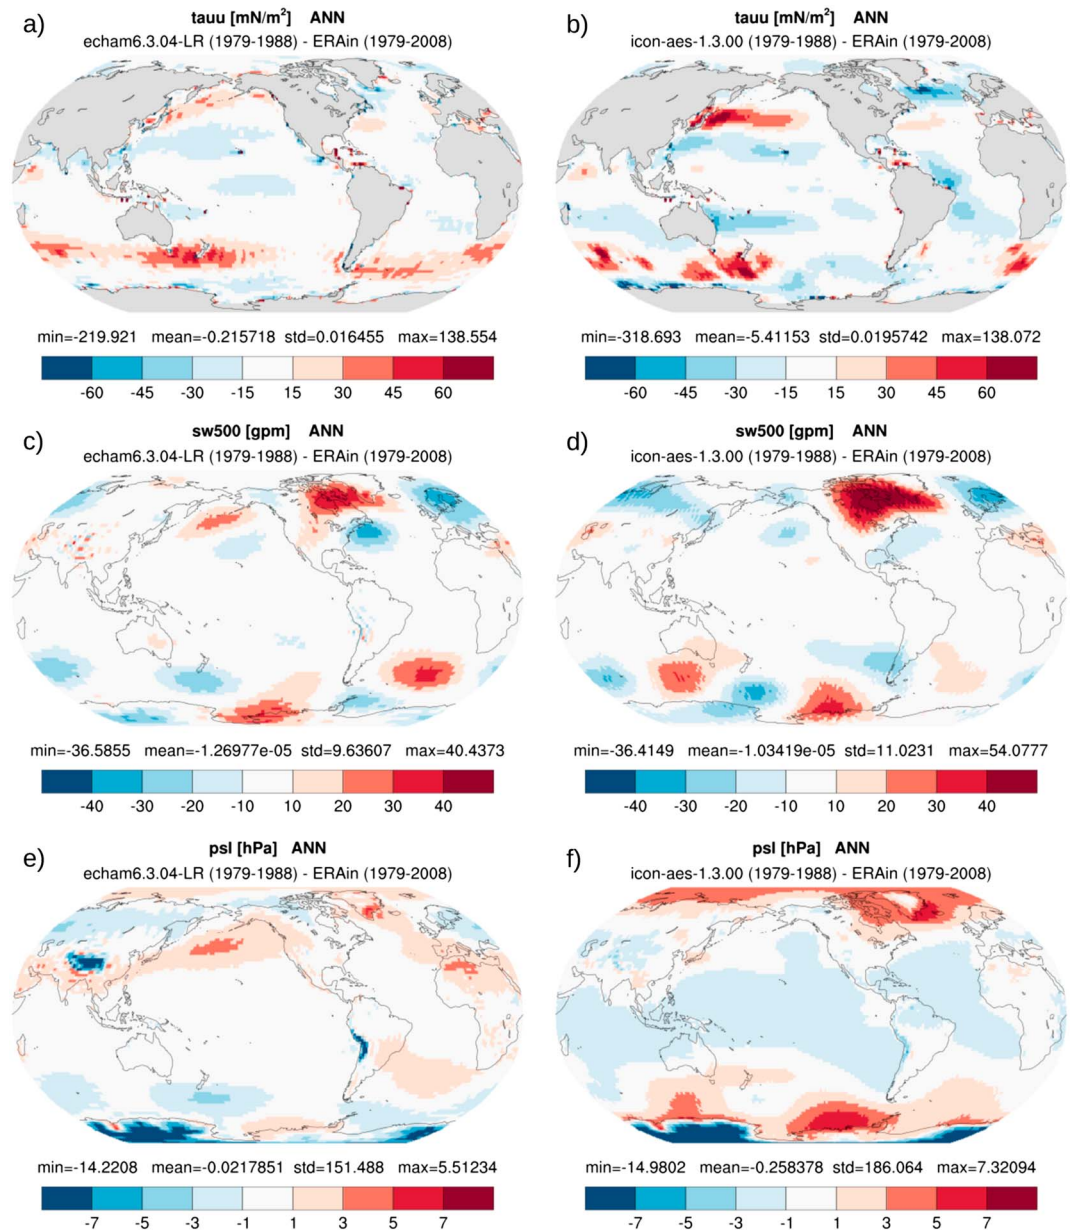 a)
tauu [mN/m²] ANN
echam6.3.04-LR (1979-1988) - ERAin (1979-2008)
min=-219.921 mean=-0.215718 std=0.016455 max=138.554
-60 -45 -30 -15 15 30 45 60
b)
tauu [mN/m²] ANN
icon-aes-1.3.00 (1979-1988) - ERAin (1979-2008)
min=-318.693 mean=-5.41153 std=0.0195742 max=138.072
-60 -45 -30 -15 15 30 45 60
c)
sw500 [gpm] ANN
echam6.3.04-LR (1979-1988) - ERAin (1979-2008)
min=-36.5855 mean=-1.26977e-05 std=9.63607 max=40.4373
-40 -30 -20 -10 10 20 30 40
d)
sw500 [gpm] ANN
icon-aes-1.3.00 (1979-1988) - ERAin (1979-2008)
min=-36.4149 mean=-1.03419e-05 std=11.0231 max=54.0777
-40 -30 -20 -10 10 20 30 40
e)
psl [hPa] ANN
echam6.3.04-LR (1979-1988) - ERAin (1979-2008)
min=-14.2208 mean=-0.0217851 std=151.488 max=5.51234
-7 -5 -3 -1 1 3 5 7
f)
psl [hPa] ANN
icon-aes-1.3.00 (1979-1988) - ERAin (1979-2008)
min=-14.9802 mean=-0.258378 std=186.064 max=7.32094
-7 -5 -3 -1 1 3 5 7